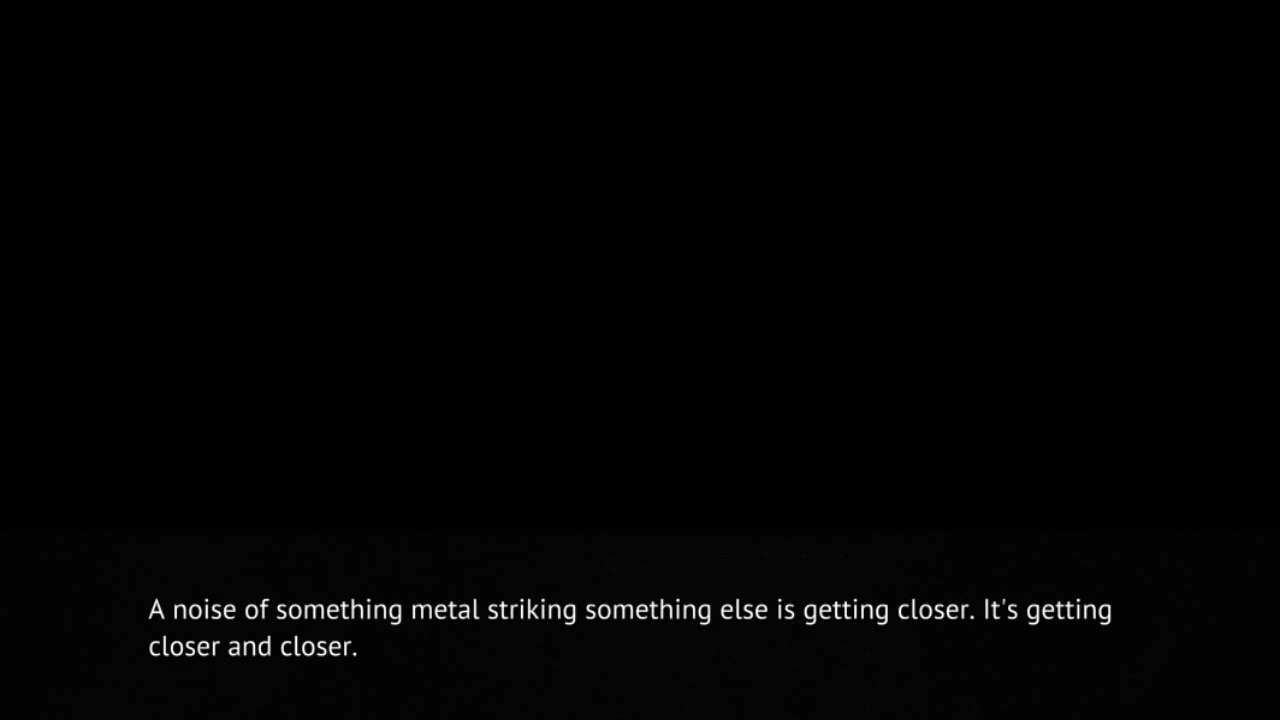 A noise of something metal striking something else is getting closer. It's getting
closer and closer.